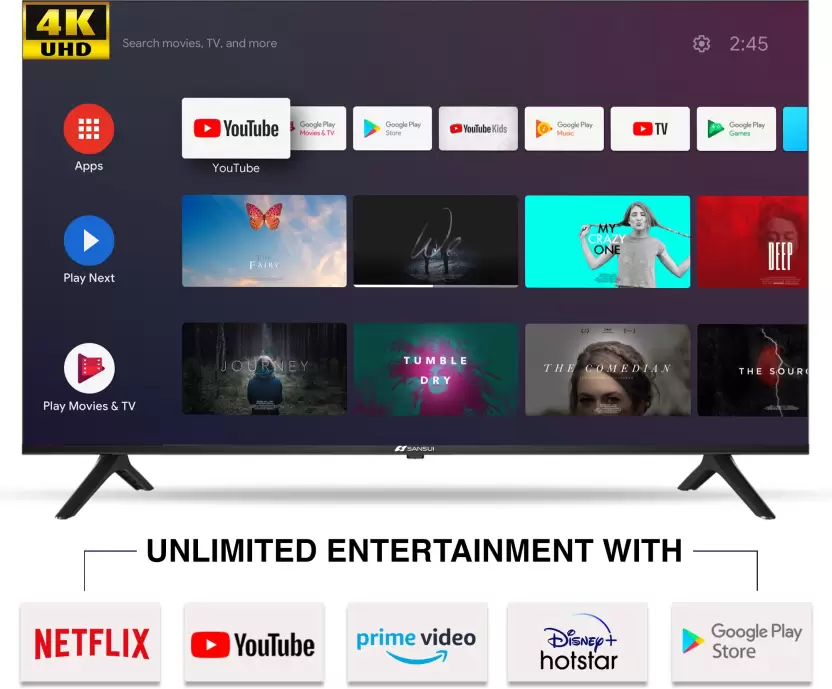 4K
UHD
Search movies, TV, and more
2:45
YouTube
Google Play
Movies & TV
Google Play
Store
YouTube Kids
Google Play
Music
TV
Google Play
Games
Apps
YouTube
THE
FAIRY
We
MY
CRAZY
ONE
DEEP
Play Next
JOURNEY
TUMBLE
DRY
THE COMEDIAN
THE SOURC
Play Movies & TV
SANSUI
UNLIMITED ENTERTAINMENT WITH
NETFLIX
YouTube
prime video
Disney+
hotstar
Google Play
Store